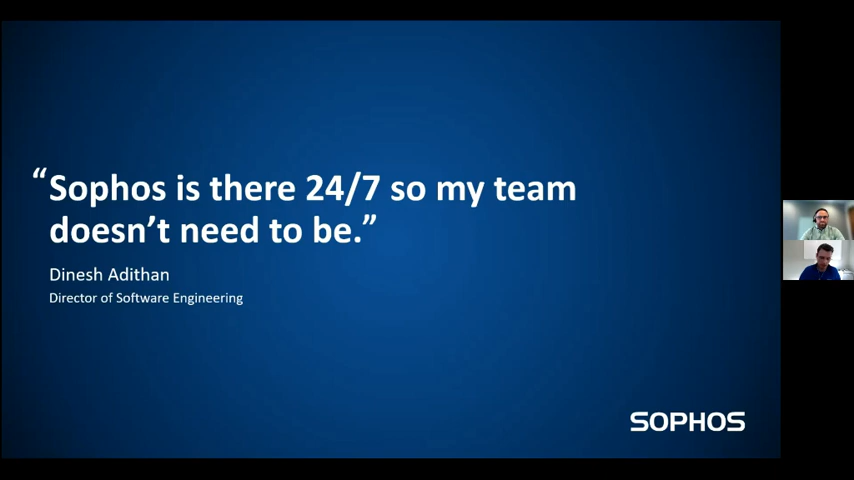 “Sophos is there 24/7 so my team
doesn’t need to be.”
Dinesh Adithan
Director of Software Engineering
SOPHOS